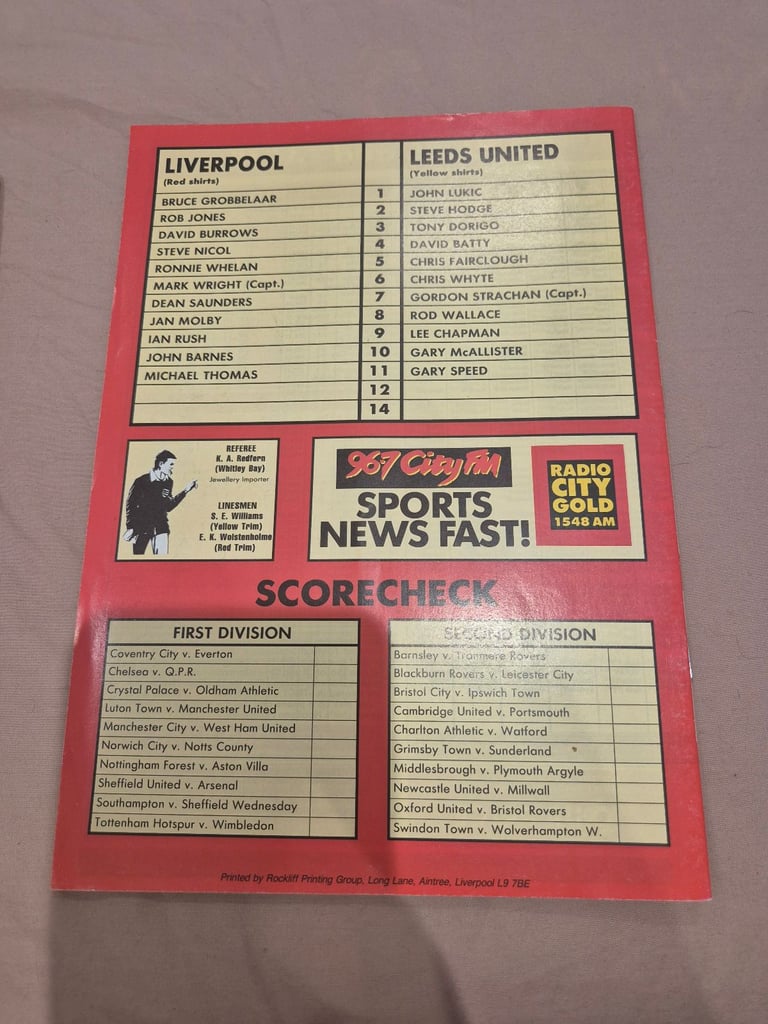 LIVERPOOL
(Red shirts)
BRUCE GROBBELAAR
ROB JONES
DAVID BURROWS
STEVE NICOL
RONNIE WHELAN
MARK WRIGHT (Capt.)
DEAN SAUNDERS
JAN MOLBY
IAN RUSH
JOHN BARNES
MICHAEL THOMAS
1
2
3
4
5
6
7
8
9
10
11
12
14
LEEDS UNITED
(Yellow shirts)
JOHN LUKIC
STEVE HODGE
TONY DORIGO
DAVID BATTY
CHRIS FAIRCLOUGH
CHRIS WHYTE
GORDON STRACHAN (Capt.)
ROD WALLACE
LEE CHAPMAN
GARY McALLISTER
GARY SPEED
REFEREE
K. A. Redfern
(Whitley Bay)
Jewellery importer
LINESMEN
S. E. Williams
(Yellow Trim)
E. K. Wolstenholme
(Red Trim)
96·7 City FM
SPORTS
NEWS FAST!
RADIO
CITY
GOLD
1548 AM
SCORECHECK
FIRST DIVISION
Coventry City v. Everton
Chelsea v. Q.P.R.
Crystal Palace v. Oldham Athletic
Luton Town v. Manchester United
Manchester City v. West Ham United
Norwich City v. Notts County
Nottingham Forest v. Aston Villa
Sheffield United v. Arsenal
Southampton v. Sheffield Wednesday
Tottenham Hotspur v. Wimbledon
SECOND DIVISION
Barnsley v. Tranmere Rovers
Blackburn Rovers v. Leicester City
Bristol City v. Ipswich Town
Cambridge United v. Portsmouth
Charlton Athletic v. Watford
Grimsby Town v. Sunderland
Middlesbrough v. Plymouth Argyle
Newcastle United v. Millwall
Oxford United v. Bristol Rovers
Swindon Town v. Wolverhampton W.
Printed by Rockliff Printing Group, Long Lane, Aintree, Liverpool L9 7BE